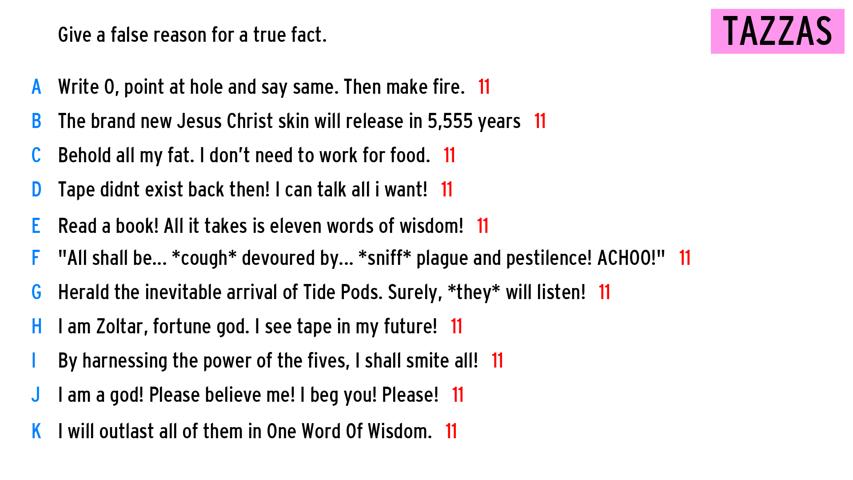 Give a false reason for a true fact.
TAZZAS
A Write O, point at hole and say same. Then make fire. 11
B The brand new Jesus Christ skin will release in 5,555 years 11
C Behold all my fat. I don't need to work for food. 11
D Tape didnt exist back then! I can talk all i want! 11
E Read a book! All it takes is eleven words of wisdom! 11
F "All shall be... *cough* devoured by... *sniff* plague and pestilence! ACHOO!" 11
G Herald the inevitable arrival of Tide Pods. Surely, *they* will listen! 11
H I am Zoltar, fortune god. I see tape in my future! 11
I By harnessing the power of the fives, I shall smite all! 11
J I am a god! Please believe me! I beg you! Please! 11
K I will outlast all of them in One Word Of Wisdom. 11